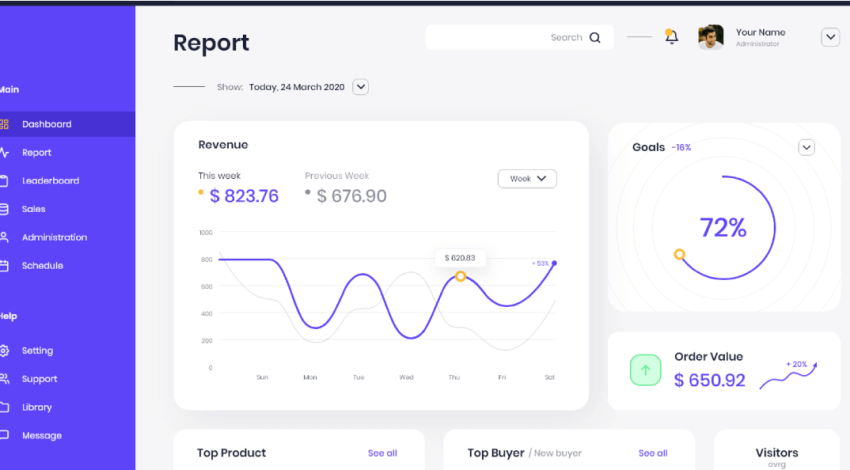 Main
Dashboard
Report
Leaderboard
Sales
Administration
Schedule
Help
Setting
Support
Library
Message
Report
Search
Your Name
Administrator
Show: Today, 24 March 2020
Revenue
This week
$ 823.76
Previous Week
$ 676.90
Week
1000
800
600
400
200
0
$ 620.83
+ 53%
Sun Mon Tue Wed Thu Fri Sat
Goals -16%
72%
Order Value
$ 650.92
+ 20%
Top Product See all
Top Buyer / New buyer See all
Visitors
avrg